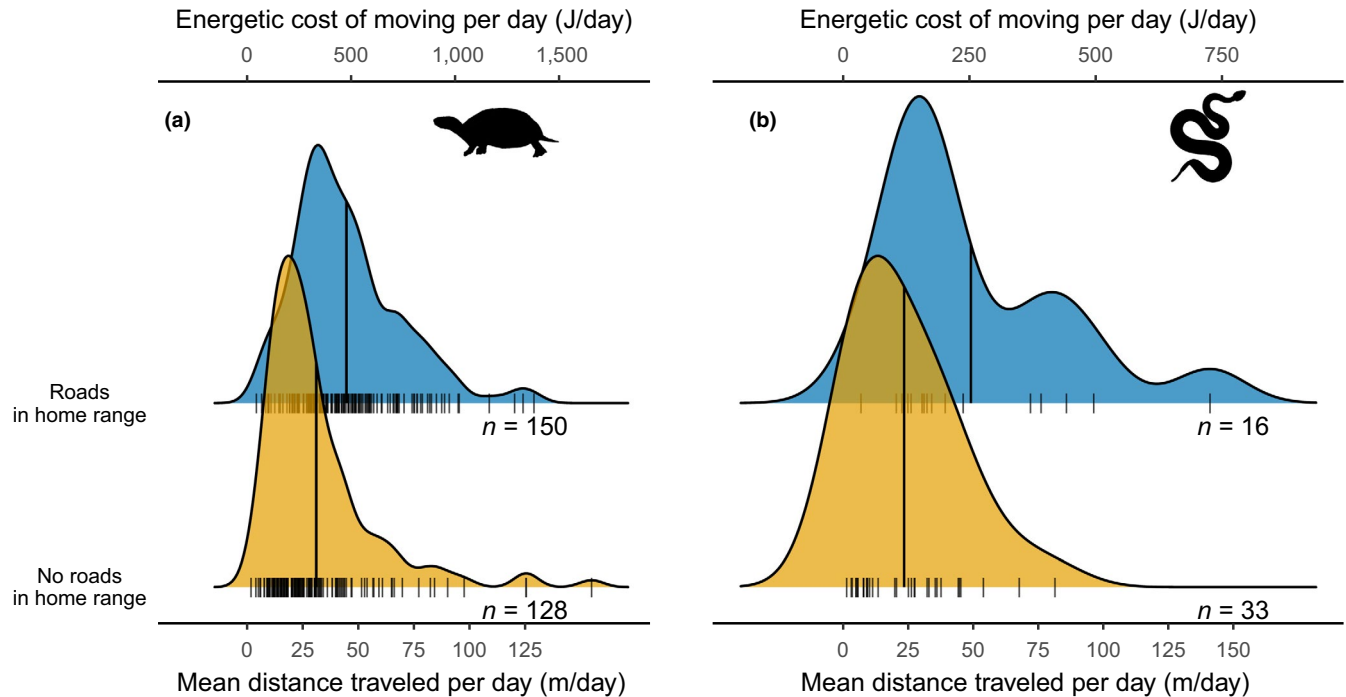 Energetic cost of moving per day (J/day)
0 500 1,000 1,500
(a)
Roads
in home range
n = 150
No roads
in home range
n = 128
0 25 50 75 100 125
Mean distance traveled per day (m/day)
Energetic cost of moving per day (J/day)
0 250 500 750
(b)
n = 16
n = 33
0 25 50 75 100 125 150
Mean distance traveled per day (m/day)